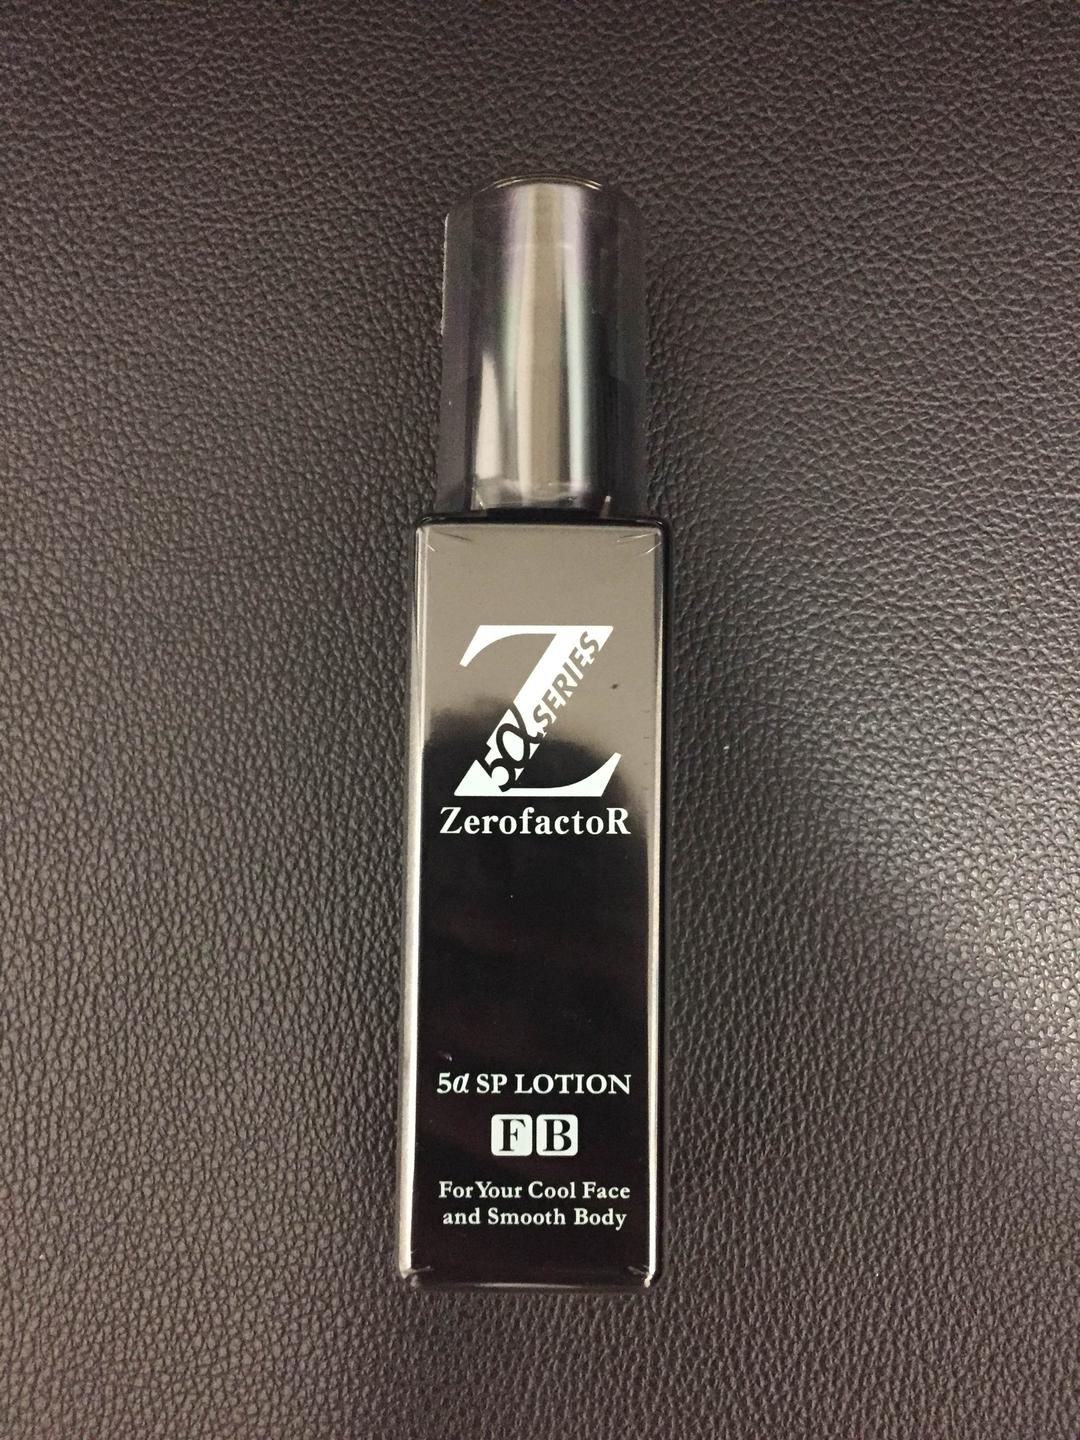 Z
5α SERIES
ZerofactoR
5α SP LOTION
F B
For Your Cool Face
and Smooth Body